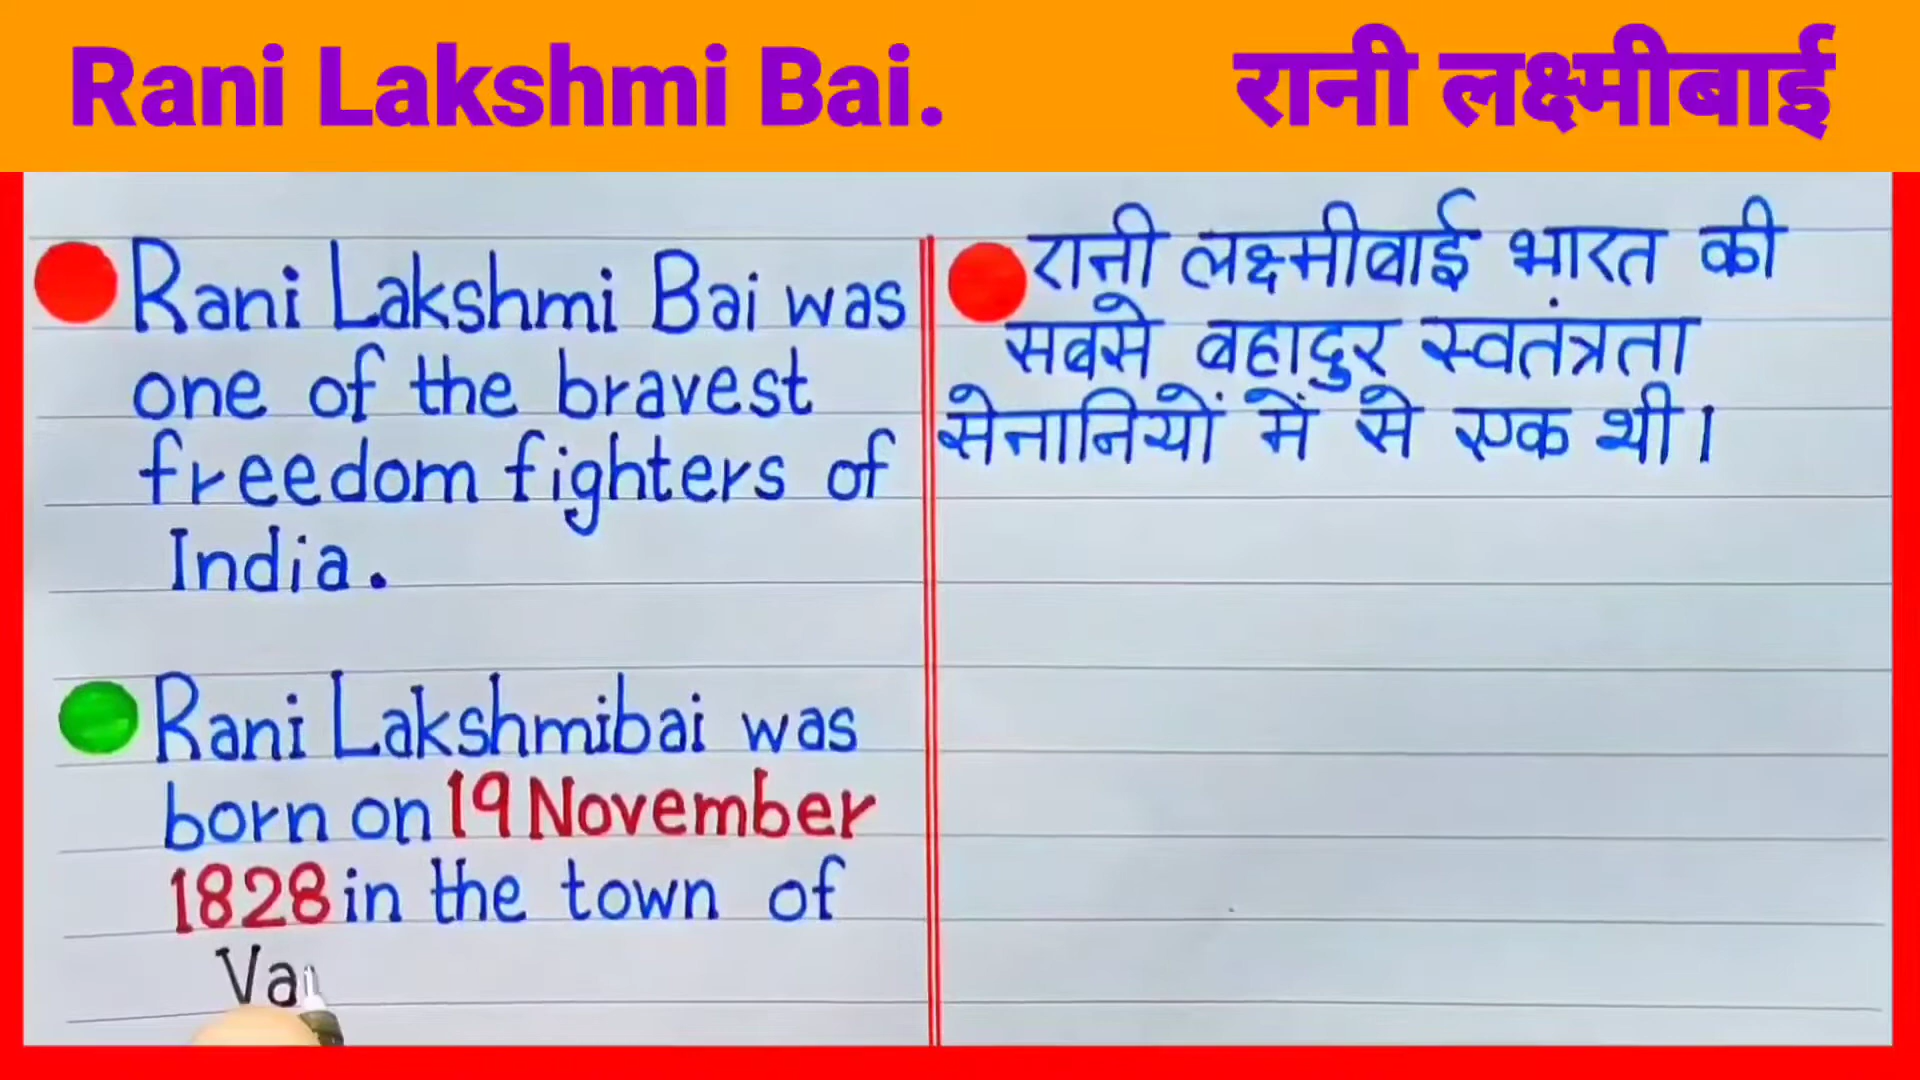 Rani Lakshmi Bai.
रानी लक्ष्मीबाई
Rani Lakshmi Bai was
one of the bravest
freedom fighters of
India.
Rani Lakshmibai was
born on 19 November
1828 in the town of
Va
रानी लक्ष्मीबाई भारत की
सबसे बहादुर स्वतंत्रता
सेनानियों में से एक थी।